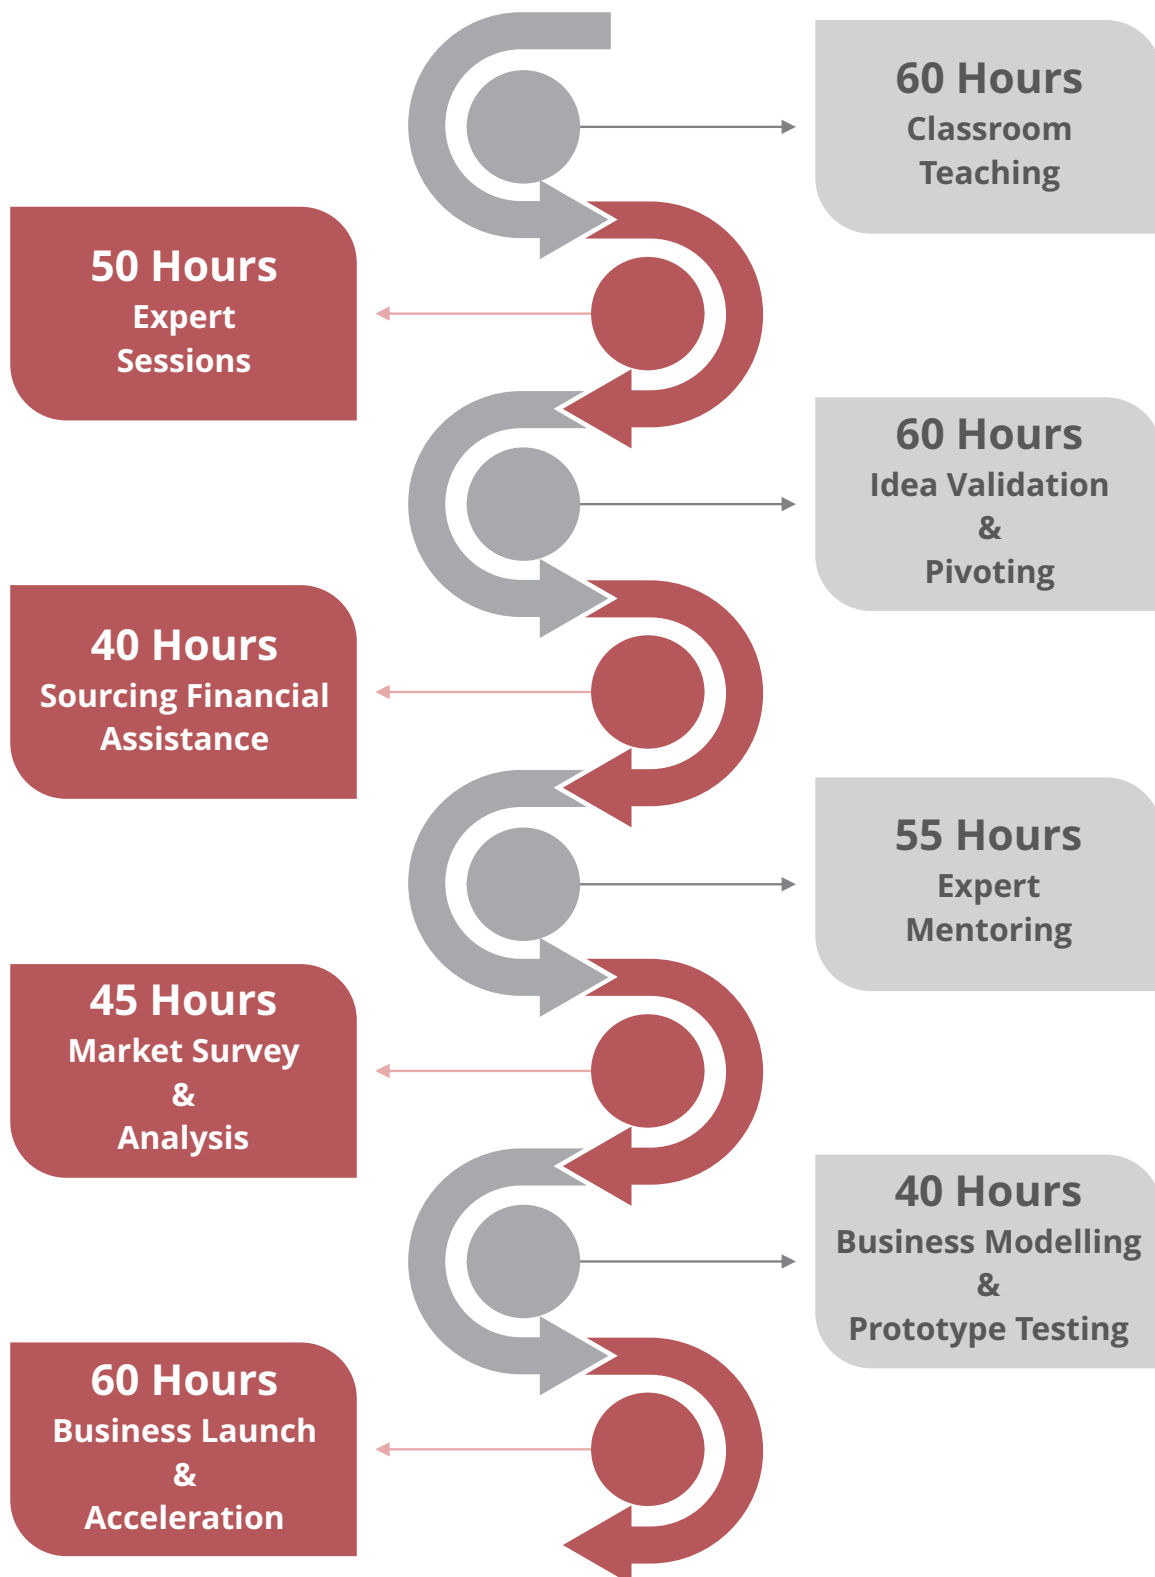 60 Hours
Classroom
Teaching
50 Hours
Expert
Sessions
60 Hours
Idea Validation
&
Pivoting
40 Hours
Sourcing Financial
Assistance
55 Hours
Expert
Mentoring
45 Hours
Market Survey
&
Analysis
40 Hours
Business Modelling
&
Prototype Testing
60 Hours
Business Launch
&
Acceleration